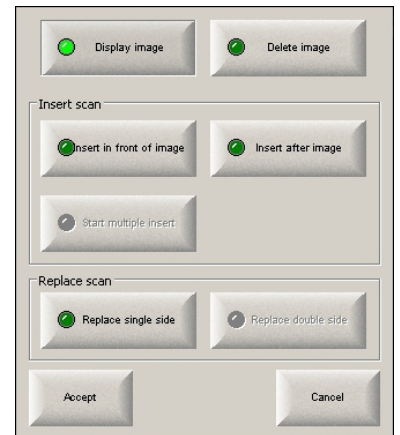 Display image
Delete image
Insert scan
Insert in front of image
Insert after image
Start multiple insert
Replace scan
Replace single side
Replace double side
Accept
Cancel